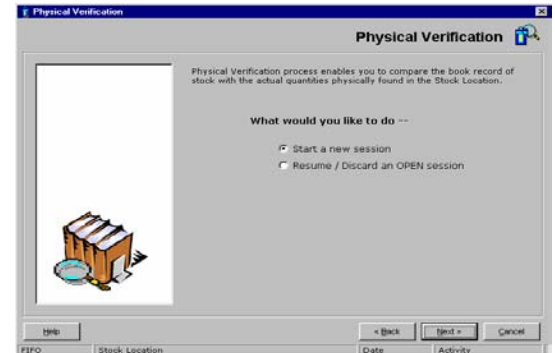 Physical Verification
Physical Verification
Physical Verification process enables you to compare the book record of
stock with the actual quantities physically found in the Stock Location.
What would you like to do --
Start a new session
Resume / Discard an OPEN session
Help
< Back
Next >
Cancel
FIFO
Stock Location
Date
Activity